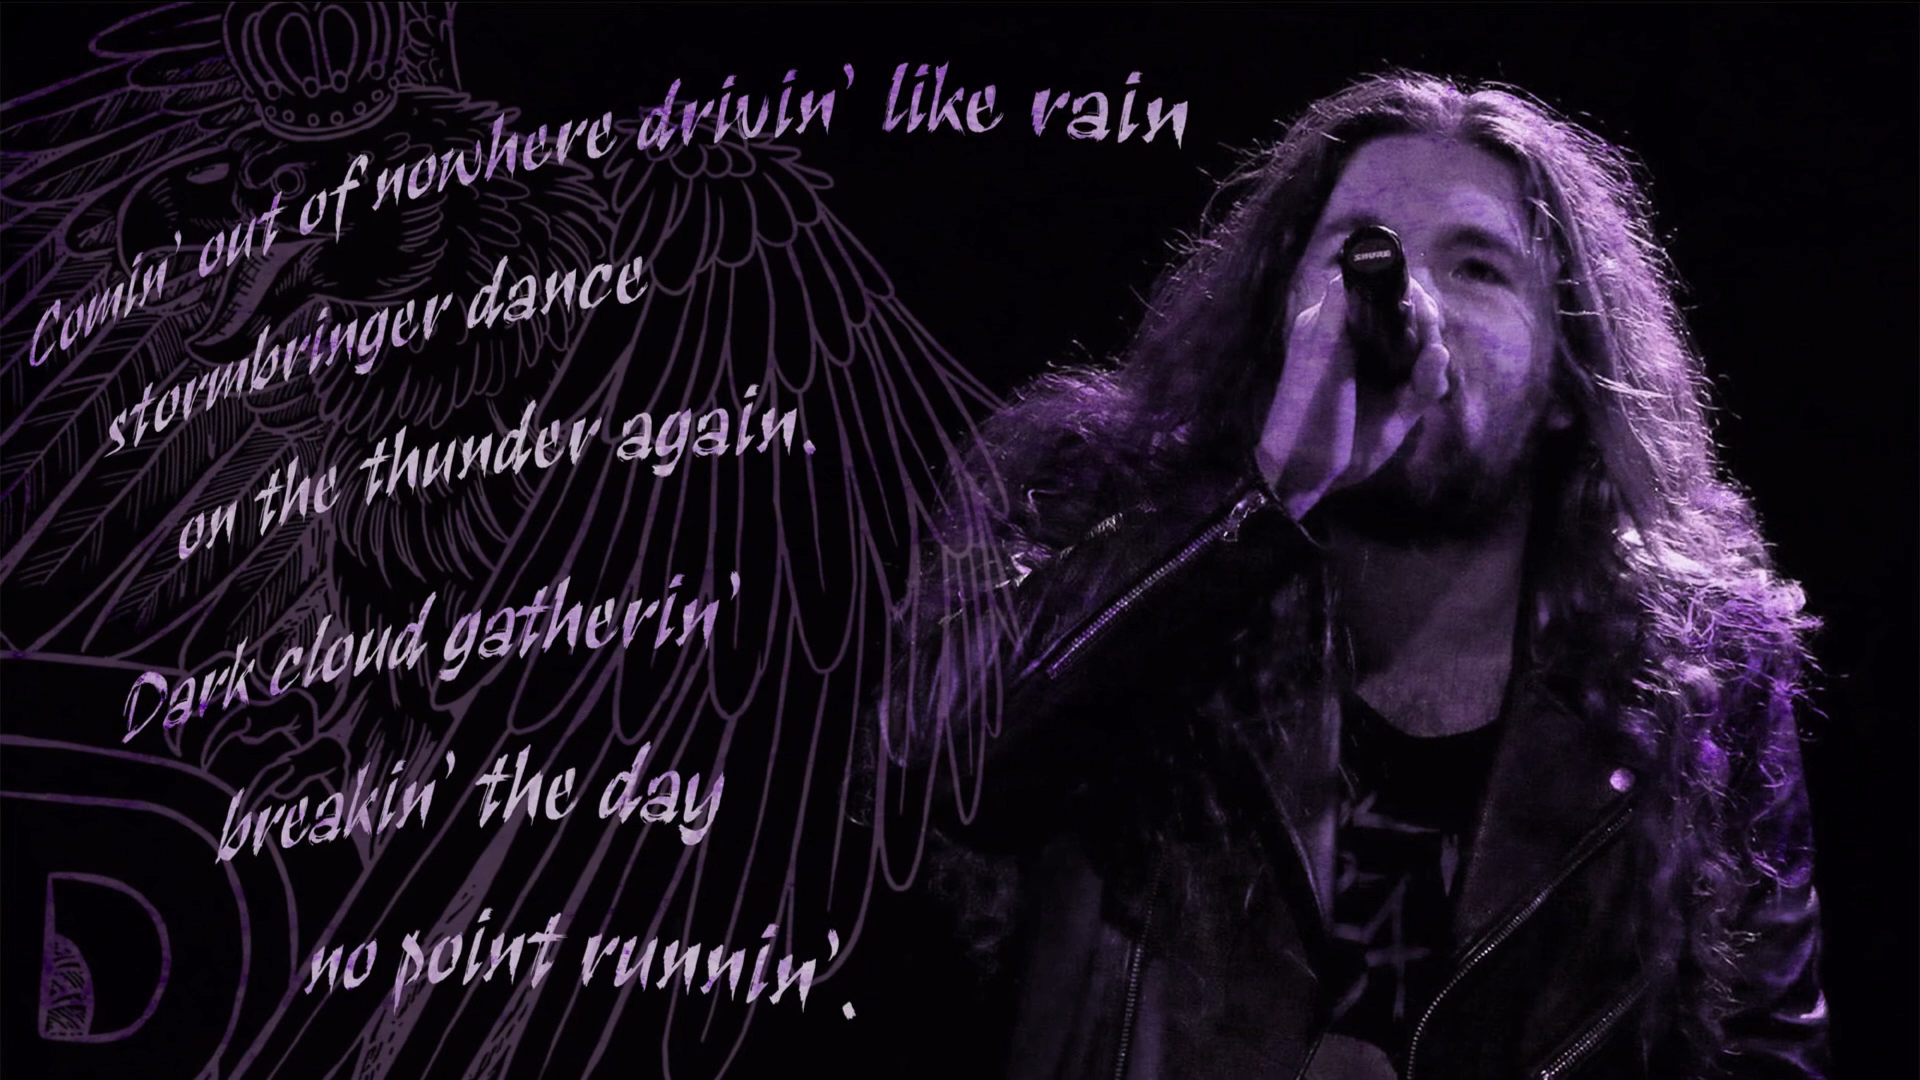 Comin' out of nowhere drivin' like rain
stormbringer dance
on the thunder again.
Dark cloud gatherin'
breakin' the day
no point runnin'.
SHURE
D